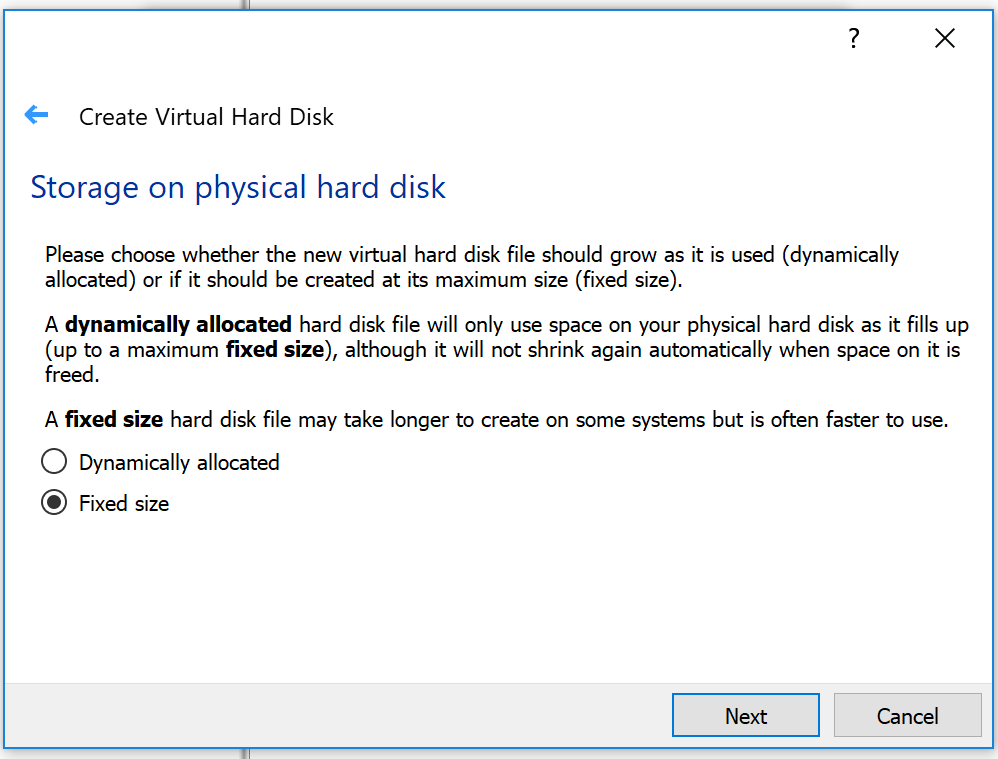 ?
Create Virtual Hard Disk
Storage on physical hard disk
Please choose whether the new virtual hard disk file should grow as it is used (dynamically
allocated) or if it should be created at its maximum size (fixed size).
A dynamically allocated hard disk file will only use space on your physical hard disk as it fills up
(up to a maximum fixed size), although it will not shrink again automatically when space on it is
freed.
A fixed size hard disk file may take longer to create on some systems but is often faster to use.
Dynamically allocated
Fixed size
Next
Cancel